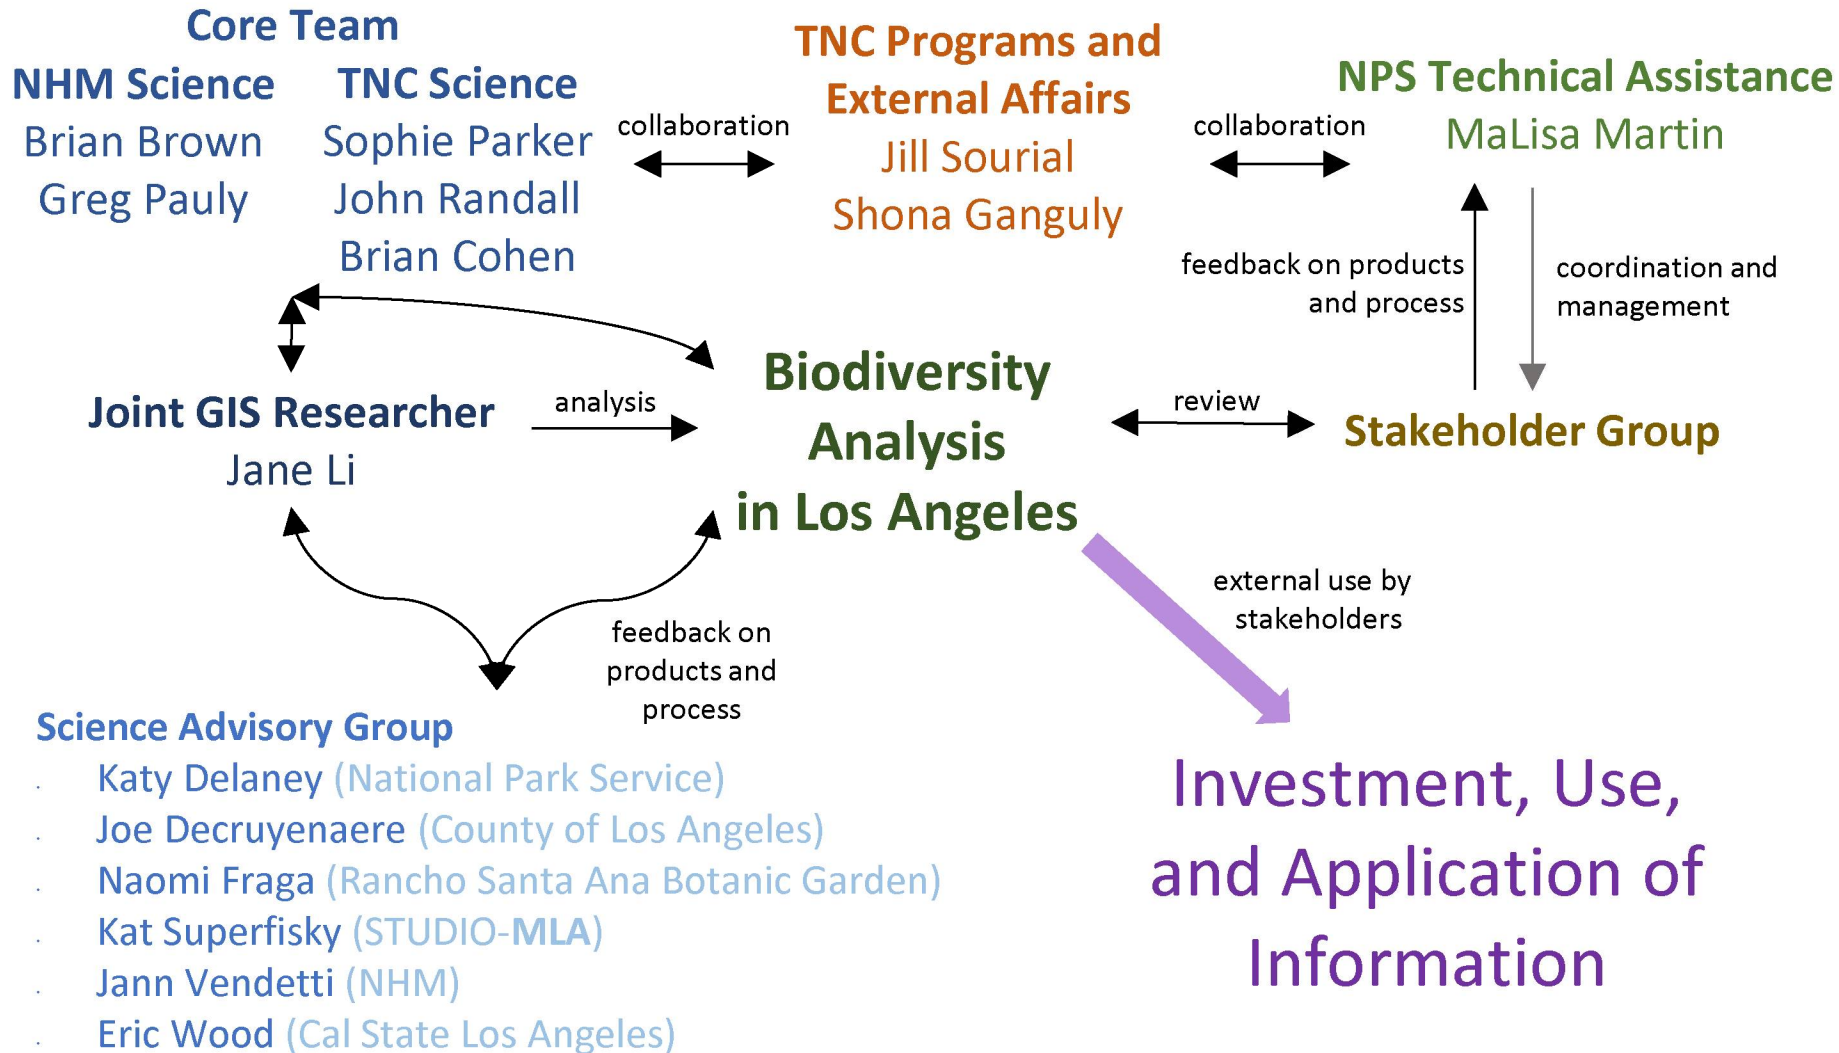 Core Team
NHM Science
Brian Brown
Greg Pauly
TNC Science
Sophie Parker
John Randall
Brian Cohen
collaboration
TNC Programs and
External Affairs
Jill Sourial
Shona Ganguly
collaboration
NPS Technical Assistance
MaLisa Martin
feedback on products
and process
coordination and
management
Joint GIS Researcher
Jane Li
analysis
Biodiversity
Analysis
in Los Angeles
review
Stakeholder Group
external use by
stakeholders
feedback on
products and
process
Science Advisory Group
. Katy Delaney (National Park Service)
. Joe Decruyenaere (County of Los Angeles)
. Naomi Fraga (Rancho Santa Ana Botanic Garden)
. Kat Superfisky (STUDIO-MLA)
. Jann Vendetti (NHM)
. Eric Wood (Cal State Los Angeles)
Investment, Use,
and Application of
Information